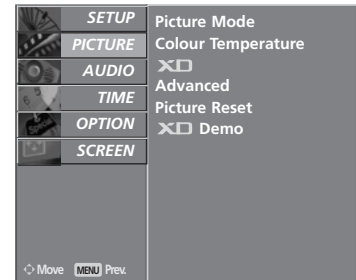 SETUP
PICTURE
AUDIO
TIME
OPTION
SCREEN
Picture Mode
Colour Temperature
XD
Advanced
Picture Reset
XD Demo
Move MENU Prev.